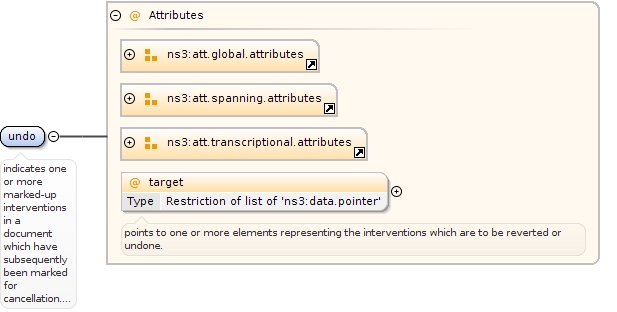 Attributes
ns3:att.global.attributes
ns3:att.spanning.attributes
ns3:att.transcriptional.attributes
undo
indicates one
or more
marked-up
interventions
in a
document
which have
subsequently
been marked
for
cancellation....
target
Type Restriction of list of 'ns3:data.pointer'
points to one or more elements representing the interventions which are to be reverted or
undone.